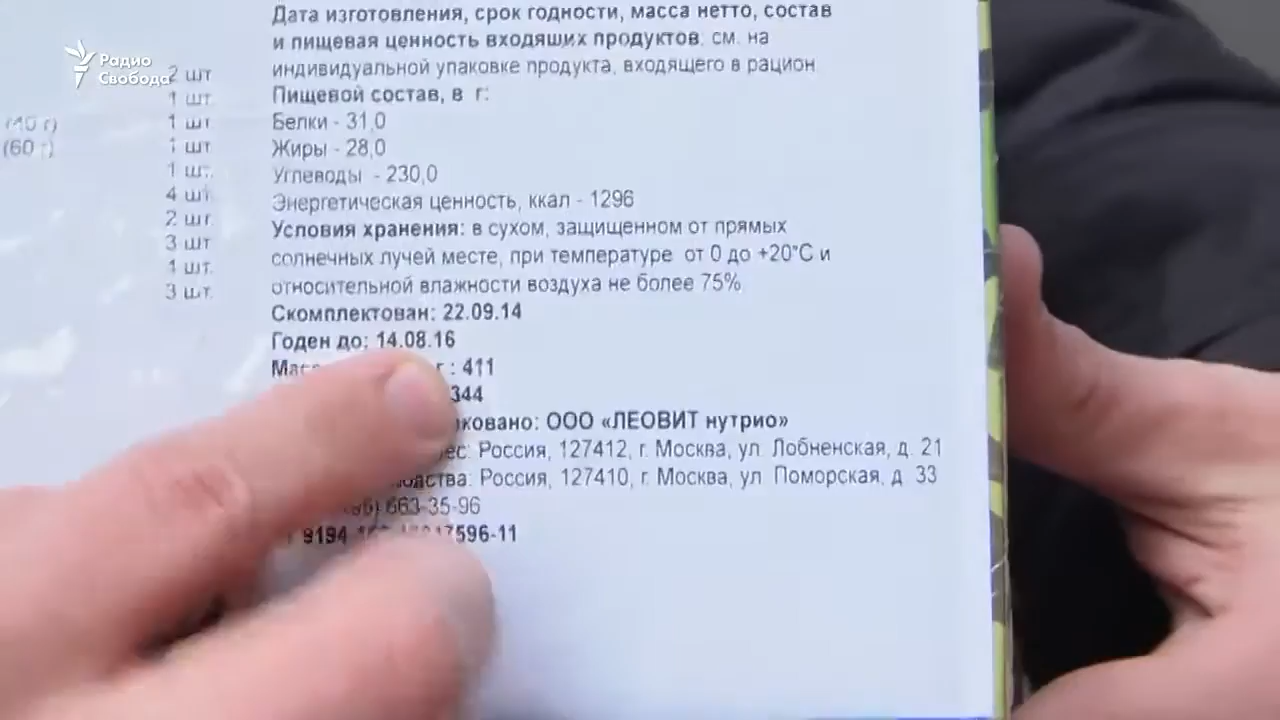 Радио
Свобода
2 шт
1 шт.
(40 г) 1 шт
(60 г) 1 шт
1 шт.
4 шт.
2 шт.
3 шт
1 шт.
3 шт.
Дата изготовления, срок годности, масса нетто, состав
и пищевая ценность входящих продуктов: см. на
индивидуальной упаковке продукта, входящего в рацион
Пищевой состав, в г:
Белки - 31,0
Жиры - 28,0
Углеводы - 230,0
Энергетическая ценность, ккал - 1296
Условия хранения: в сухом, защищенном от прямых
солнечных лучей месте, при температуре от 0 до +20°С и
относительной влажности воздуха не более 75%
Скомплектован: 22.09.14
Годен до: 14.08.16
г : 411
344
ООО «ЛЕОВИТ нутрио»
Россия, 127412, г. Москва, ул. Лобненская, д. 21
Россия, 127410, г. Москва, ул. Поморская, д. 33
663-35-96
9194 7596-11